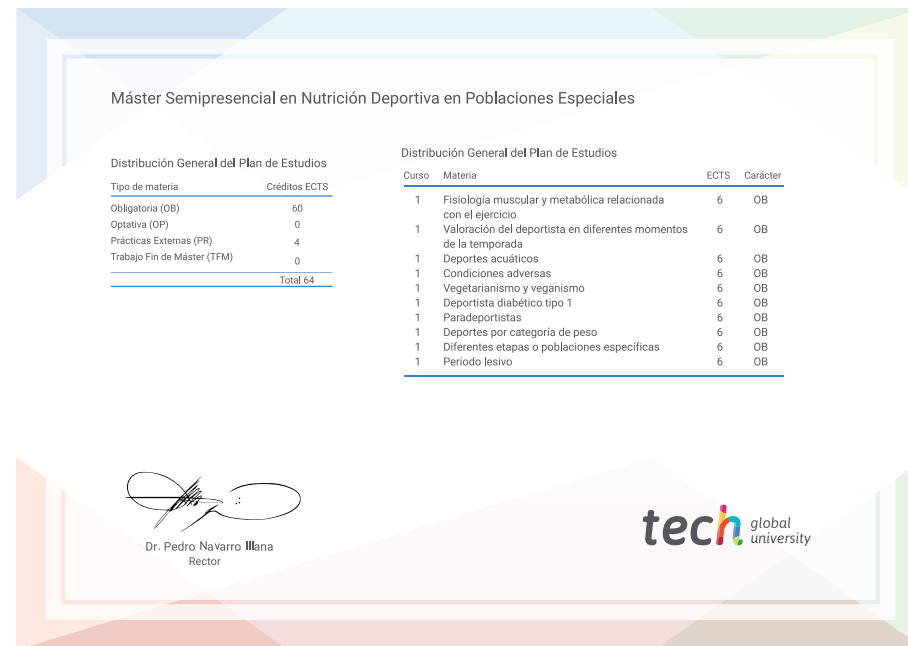 Máster Semipresencial en Nutrición Deportiva en Poblaciones Especiales
Distribución General del Plan de Estudios
Tipo de materia Créditos ECTS
Obligatoria (OB) 60
Optativa (OP) 0
Prácticas Externas (PR) 4
Trabajo Fin de Máster (TFM) 0
Total 64
Distribución General del Plan de Estudios
Curso Materia ECTS Carácter
1 Fisiología muscular y metabólica relacionada 6 OB
con el ejercicio
1 Valoración del deportista en diferentes momentos 6 OB
de la temporada
1 Deportes acuáticos 6 OB
1 Condiciones adversas 6 OB
1 Vegetarianismo y veganismo 6 OB
1 Deportista diabético tipo 1 6 OB
1 Paradeportistas 6 OB
1 Deportes por categoría de peso 6 OB
1 Diferentes etapas o poblaciones específicas 6 OB
1 Periodo lesivo 6 OB
Dr. Pedro Navarro Illana
Rector
tech global
university